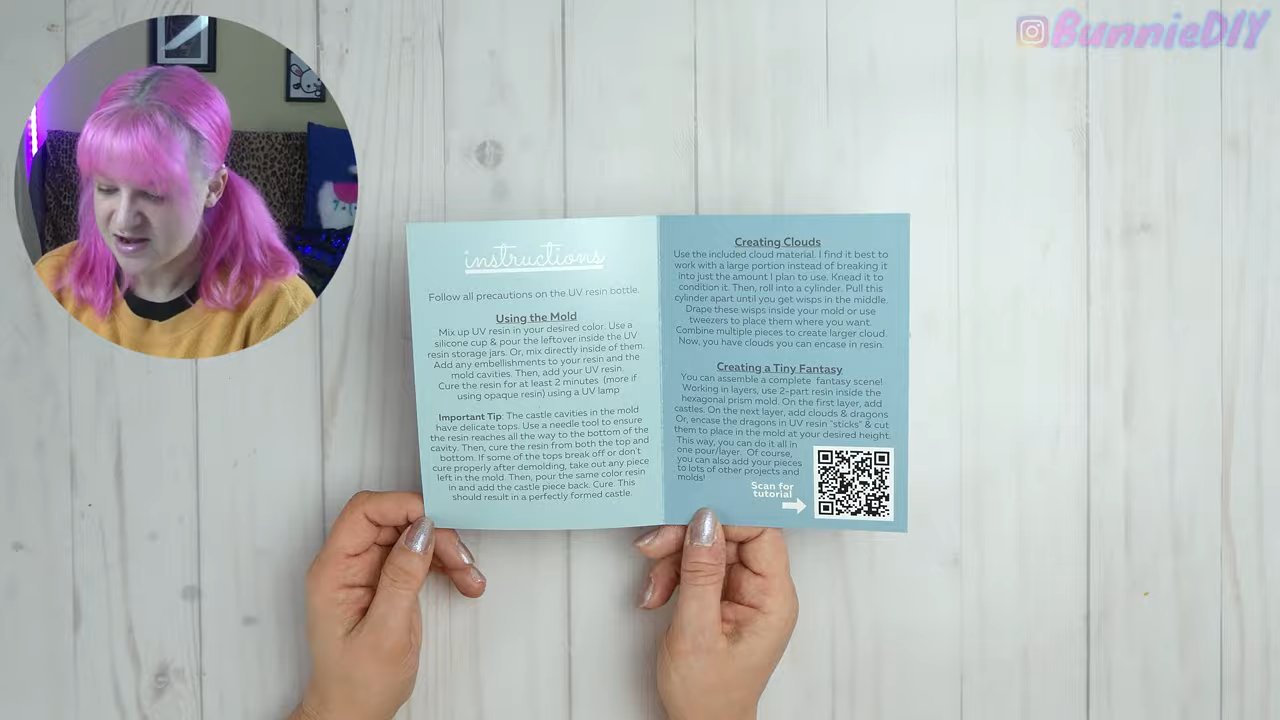 BunnieDIY
instructions
Follow all precautions on the UV resin bottle.
Using the Mold
Mix up UV resin in your desired color. Use a
silicone cup & pour the leftover inside the UV
resin storage jars. Or, mix directly inside of them.
Add any embellishments to your resin and the
mold cavities. Then, add your UV resin.
Cure the resin for at least 2 minutes (more if
using opaque resin) using a UV lamp
Important Tip: The castle cavities in the mold
have delicate tops. Use a needle tool to ensure
the resin reaches all the way to the bottom of the
cavity. Then, cure the resin from both the top and
bottom. If some of the tops break off or don't
cure properly after demolding, take out any piece
left in the mold. Then, pour the same color resin
in and add the castle piece back. Cure. This
should result in a perfectly formed castle.
Creating Clouds
Use the included cloud material. I find it best to
work with a large portion instead of breaking it
into just the amount I plan to use. Knead it to
condition it. Then, roll into a cylinder. Pull this
cylinder apart until you get wisps in the middle.
Drape these wisps inside your mold or use
tweezers to place them where you want.
Combine multiple pieces to create larger cloud.
Now, you have clouds you can encase in resin.
Creating a Tiny Fantasy
You can assemble a complete fantasy scene!
Working in layers, use 2-part resin inside the
hexagonal prism mold. On the first layer, add
castles. On the next layer, add clouds & dragons
Or, encase the dragons in UV resin "sticks" & cut
them to place in the mold at your desired height.
This way, you can do it all in
one pour/layer. Of course,
you can also add your pieces
to lots of other projects and
molds!
Scan for
tutorial